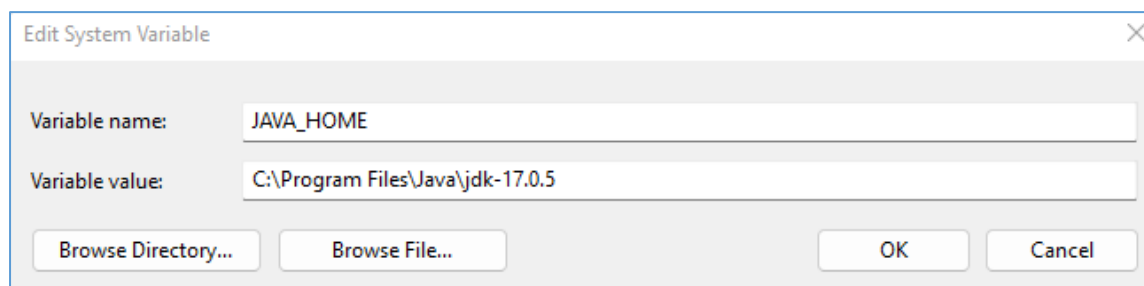 Edit System Variable
Variable name: JAVA_HOME
Variable value: C:\Program Files\Java\jdk-17.0.5
Browse Directory... Browse File... OK Cancel